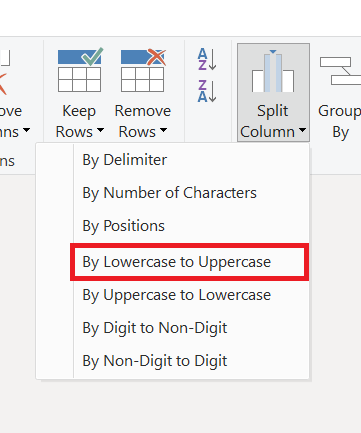 ove Keep Remove Split Group
ns Rows Rows Column By
ns
By Delimiter
By Number of Characters
By Positions
By Lowercase to Uppercase
By Uppercase to Lowercase
By Digit to Non-Digit
By Non-Digit to Digit
A
Z
Z
A